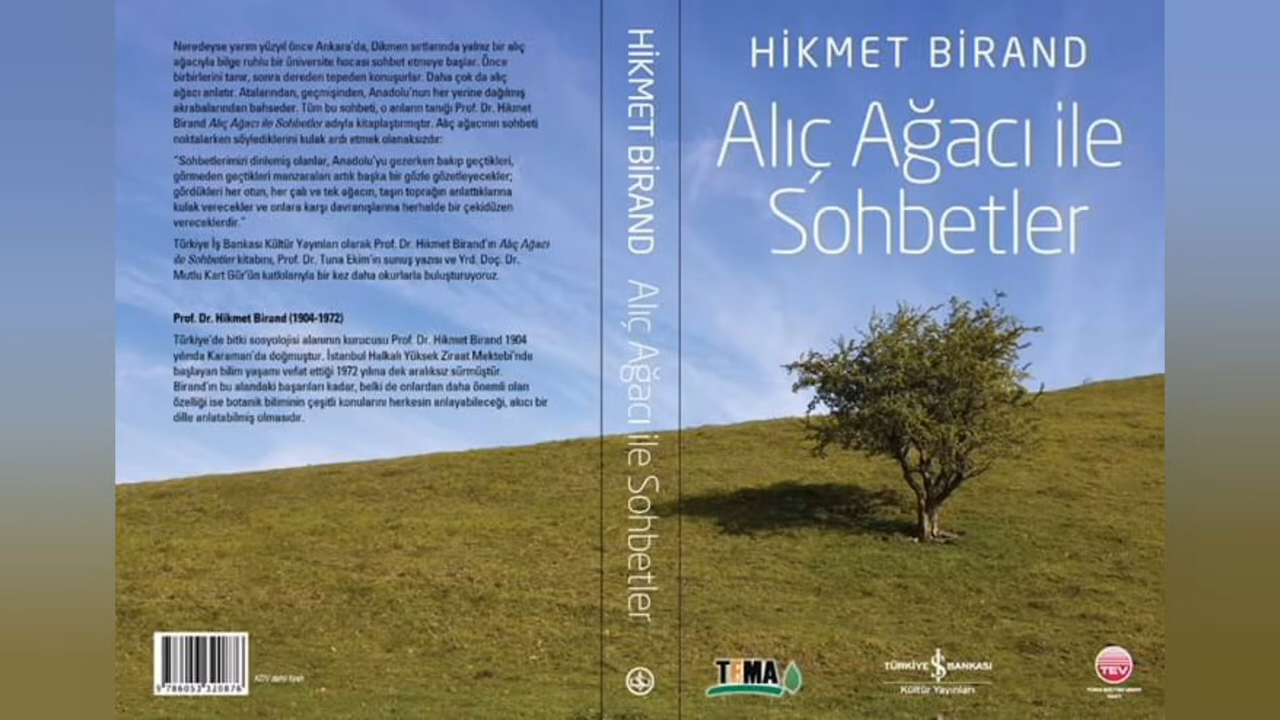 Neredeyse yarım yüzyıl önce Ankara'da, Dikmen sırtlarında yalnız bir alıç
ağacıyla bilge ruhlu bir üniversite hocası sohbet etmeye başlar. Önce
birbirlerini tanır, sonra dereden tepeden konuşurlar. Daha çok da alıç
ağacı anlatır. Atalarından, geçmişinden, Anadolu'nun her yerine dağılmış
akrabalarından bahseder. Tüm bu sohbeti, o anların tanığı Prof. Dr. Hikmet
Birand Alıç Ağacı ile Sohbetler adıyla kitaplaştırmıştır. Alıç ağacının sohbeti
noktalarken söylediklerini kulak ardı etmek olanaksızdır:
"Sohbetlerimizi dinlemiş olanlar, Anadolu'yu gezerken bakıp geçtikleri,
görmeden geçtikleri manzaraları artık başka bir gözle gözetleyecekler;
gördükleri her otun, her çalı ve tek ağacın, taşın toprağın anlattıklarına
kulak verecekler ve onlara karşı davranışlarına herhalde bir çekidüzen
vereceklerdir."
Türkiye İş Bankası Kültür Yayınları olarak Prof. Dr. Hikmet Birand'ın Alıç Ağacı
ile Sohbetler kitabını, Prof. Dr. Tuna Ekim'in sunuş yazısı ve Yrd. Doç. Dr.
Mutlu Kart Gür'ün katkılarıyla bir kez daha okurlarla buluşturuyoruz.
Prof. Dr. Hikmet Birand (1904-1972)
Türkiye'de bitki sosyolojisi alanının kurucusu Prof. Dr. Hikmet Birand 1904
yılında Karaman'da doğmuştur. İstanbul Halkalı Yüksek Ziraat Mektebi'nde
başlayan bilim yaşamı vefat ettiği 1972 yılına dek aralıksız sürmüştür.
Birand'ın bu alandaki başarıları kadar, belki de onlardan daha önemli olan
özelliği ise botanik biliminin çeşitli konularını herkesin anlayabileceği, akıcı bir
dille anlatabilmiş olmasıdır.
9 786053 320876
KDV dahil fiyatı
HİKMET BİRAND Alıç Ağacı ile Sohbetler
HİKMET BİRAND
Alıç Ağacı ile
Sohbetler
TEMA
TÜRKİYE İŞ BANKASI
Kültür Yayınları
TEV